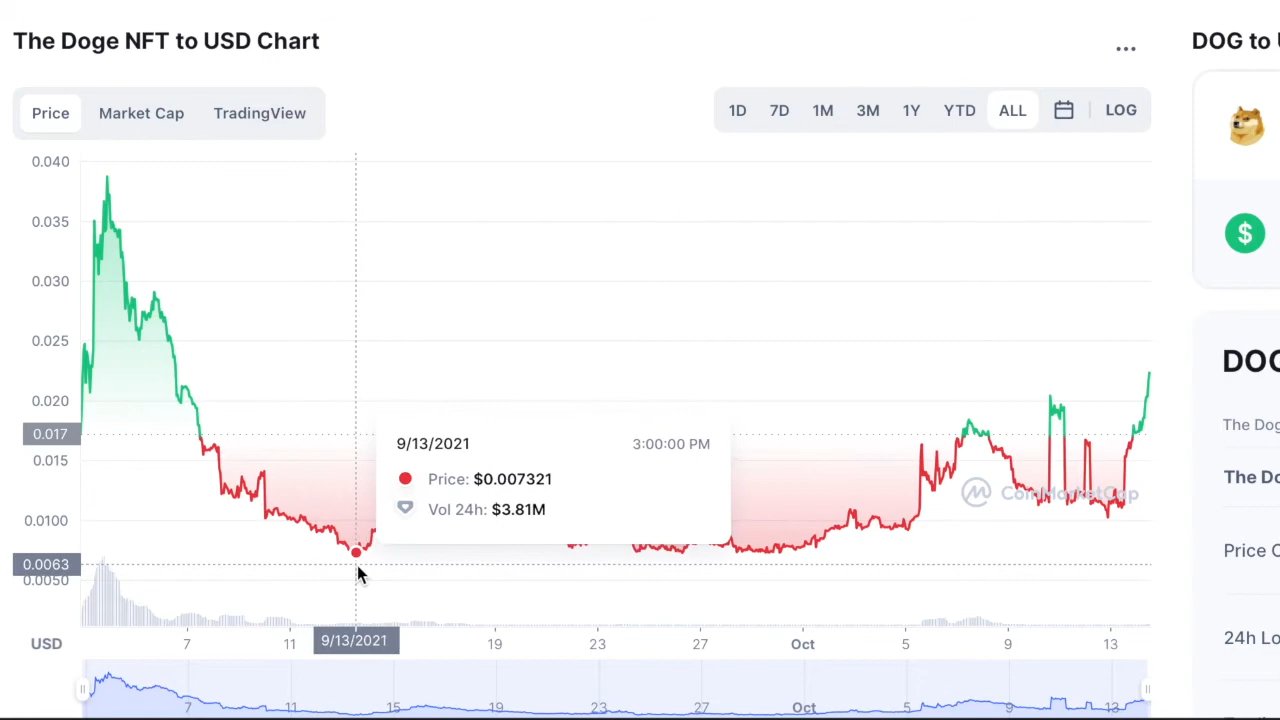 The Doge NFT to USD Chart
DOG to
Price Market Cap TradingView
1D 7D 1M 3M 1Y YTD ALL LOG
0.040
0.035
0.030
0.025
0.020
0.017
0.015
0.0100
0.0063
0.0050
9/13/2021 3:00:00 PM
Price: $0.007321
Vol 24h: $3.81M
CoinMarketCap
USD 7 11 9/13/2021 19 23 27 Oct 5 9 13
7 11 15 19 23 27 Oct 5 9 13
DOG
The Dog
The Do
Price C
24h Lo